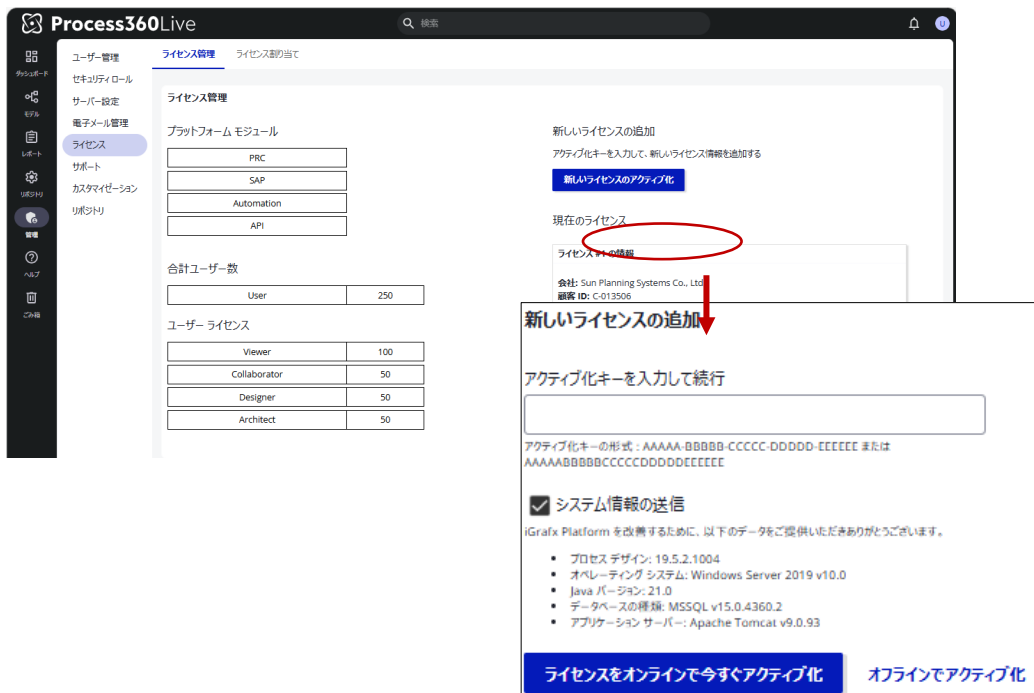 Process360Live
検索
U
ダッシュボード
モデル
レポート
リポジトリ
管理
ヘルプ
ごみ箱
ユーザー管理
セキュリティ ロール
サーバー設定
電子メール管理
ライセンス
サポート
カスタマイゼーション
リポジトリ
ライセンス管理 ライセンス割り当て
ライセンス管理
プラットフォーム モジュール
PRC
SAP
Automation
API
合計ユーザー数
User 250
ユーザー ライセンス
Viewer 100
Collaborator 50
Designer 50
Architect 50
新しいライセンスの追加
アクティブ化キーを入力して、新しいライセンス情報を追加する
新しいライセンスのアクティブ化
現在のライセンス
ライセンス #1 の情報
会社: Sun Planning Systems Co., Ltd
顧客 ID: C-013506
新しいライセンスの追加
アクティブ化キーを入力して続行
アクティブ化キーの形式 : AAAAA-BBBBB-CCCCC-DDDDD-EEEEEE または
AAAAABBBBBCCCCCDDDDDEEEEEE
システム情報の送信
iGrafx Platform を改善するために、以下のデータをご提供いただきありがとうございます。
• プロセス デザイン: 19.5.2.1004
• オペレーティング システム: Windows Server 2019 v10.0
• Java バージョン: 21.0
• データベースの種類: MSSQL v15.0.4360.2
• アプリケーション サーバー: Apache Tomcat v9.0.93
ライセンスをオンラインで今すぐアクティブ化 オフラインでアクティブ化